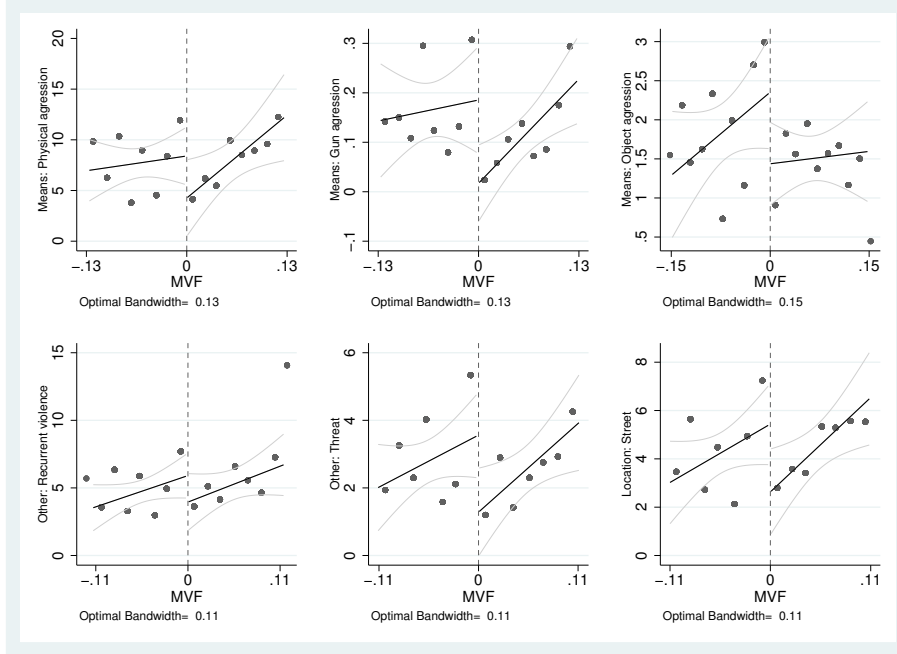 Means: Physical agression
20
15
10
5
0
−.13
0
.13
MVF
Optimal Bandwidth= 0.13
Means: Gun agression
.3
.2
.1
0
−.1
−.13
0
.13
MVF
Optimal Bandwidth= 0.13
Means: Object agression
3
2.5
2
1.5
1
.5
−.15
0
.15
MVF
Optimal Bandwidth= 0.15
Other: Recurrent violence
15
10
5
0
−.11
0
.11
MVF
Optimal Bandwidth= 0.11
Other: Threat
6
4
2
0
−.11
0
.11
MVF
Optimal Bandwidth= 0.11
Location: Street
8
6
4
2
0
−.11
0
.11
MVF
Optimal Bandwidth= 0.11